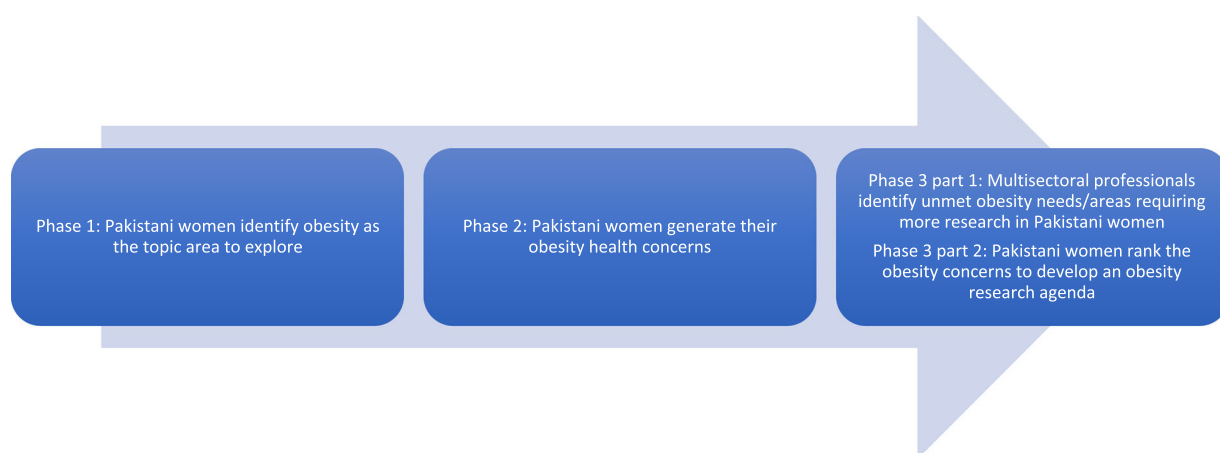 Phase 1: Pakistani women identify obesity as
the topic area to explore
Phase 2: Pakistani women generate their
obesity health concerns
Phase 3 part 1: Multisectoral professionals
identify unmet obesity needs/areas requiring
more research in Pakistani women
Phase 3 part 2: Pakistani women rank the
obesity concerns to develop an obesity
research agenda